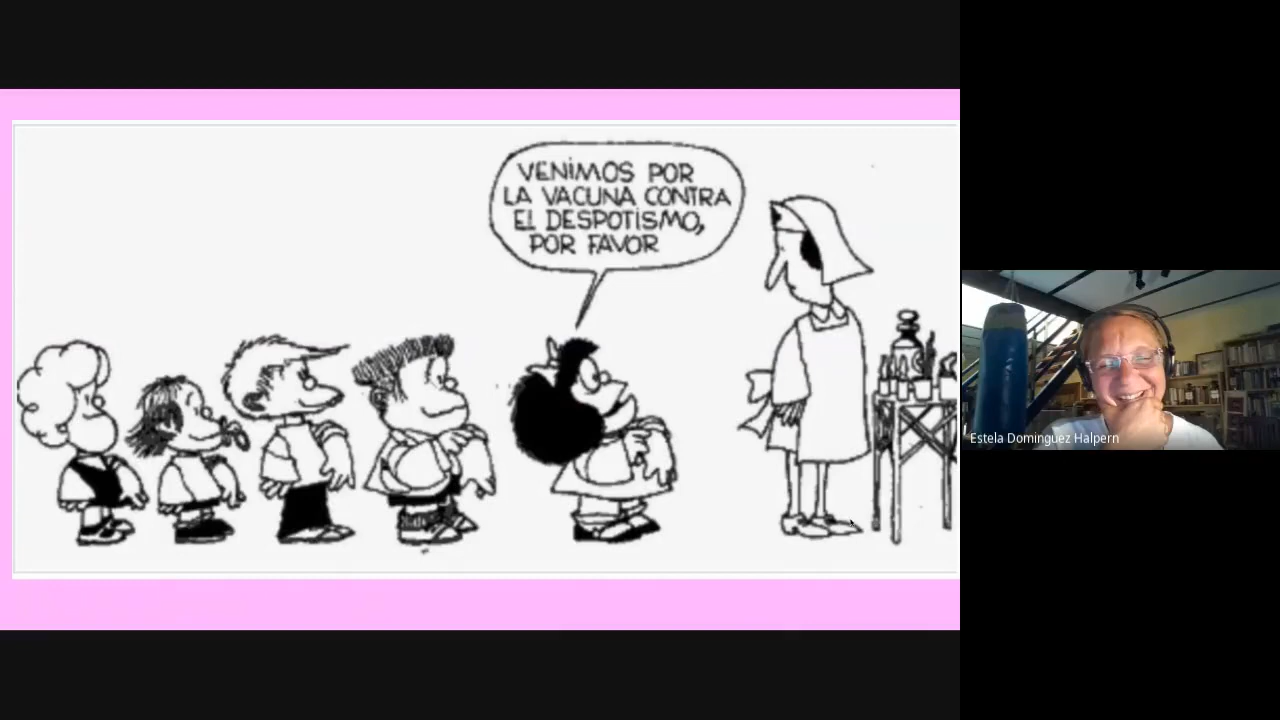 VENIMOS POR
LA VACUNA CONTRA
EL DESPOTISMO,
POR FAVOR
Estela Dominguez Halpern